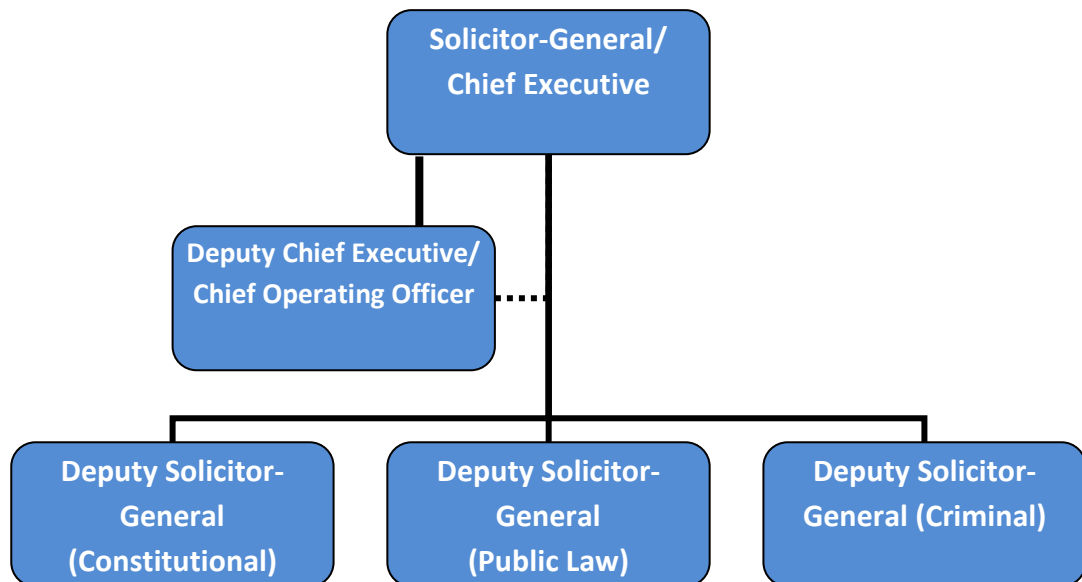 Solicitor-General/
Chief Executive
Deputy Chief Executive/
Chief Operating Officer
Deputy Solicitor-
General
(Constitutional)
Deputy Solicitor-
General
(Public Law)
Deputy Solicitor-
General (Criminal)